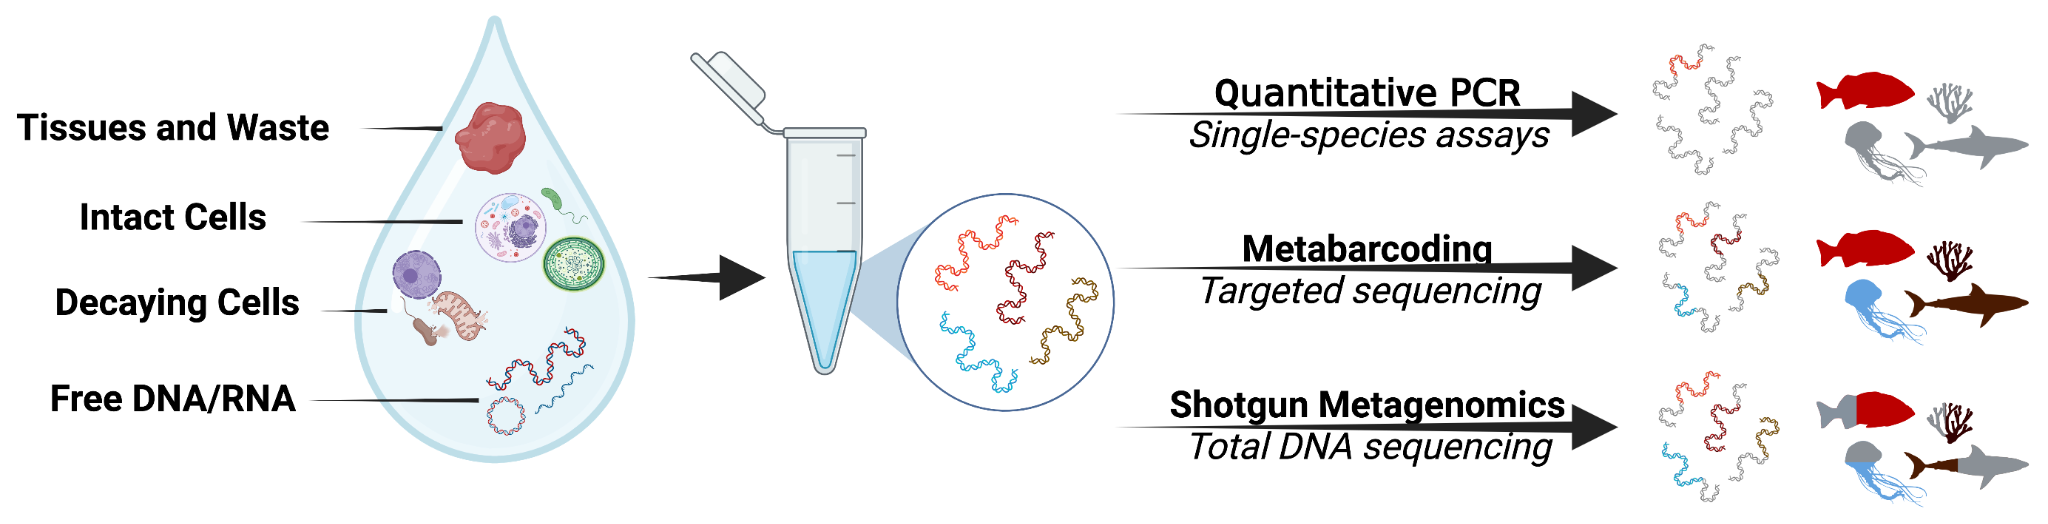 Tissues and Waste
Intact Cells
Decaying Cells
Free DNA/RNA
Quantitative PCR
Single-species assays
Metabarcoding
Targeted sequencing
Shotgun Metagenomics
Total DNA sequencing